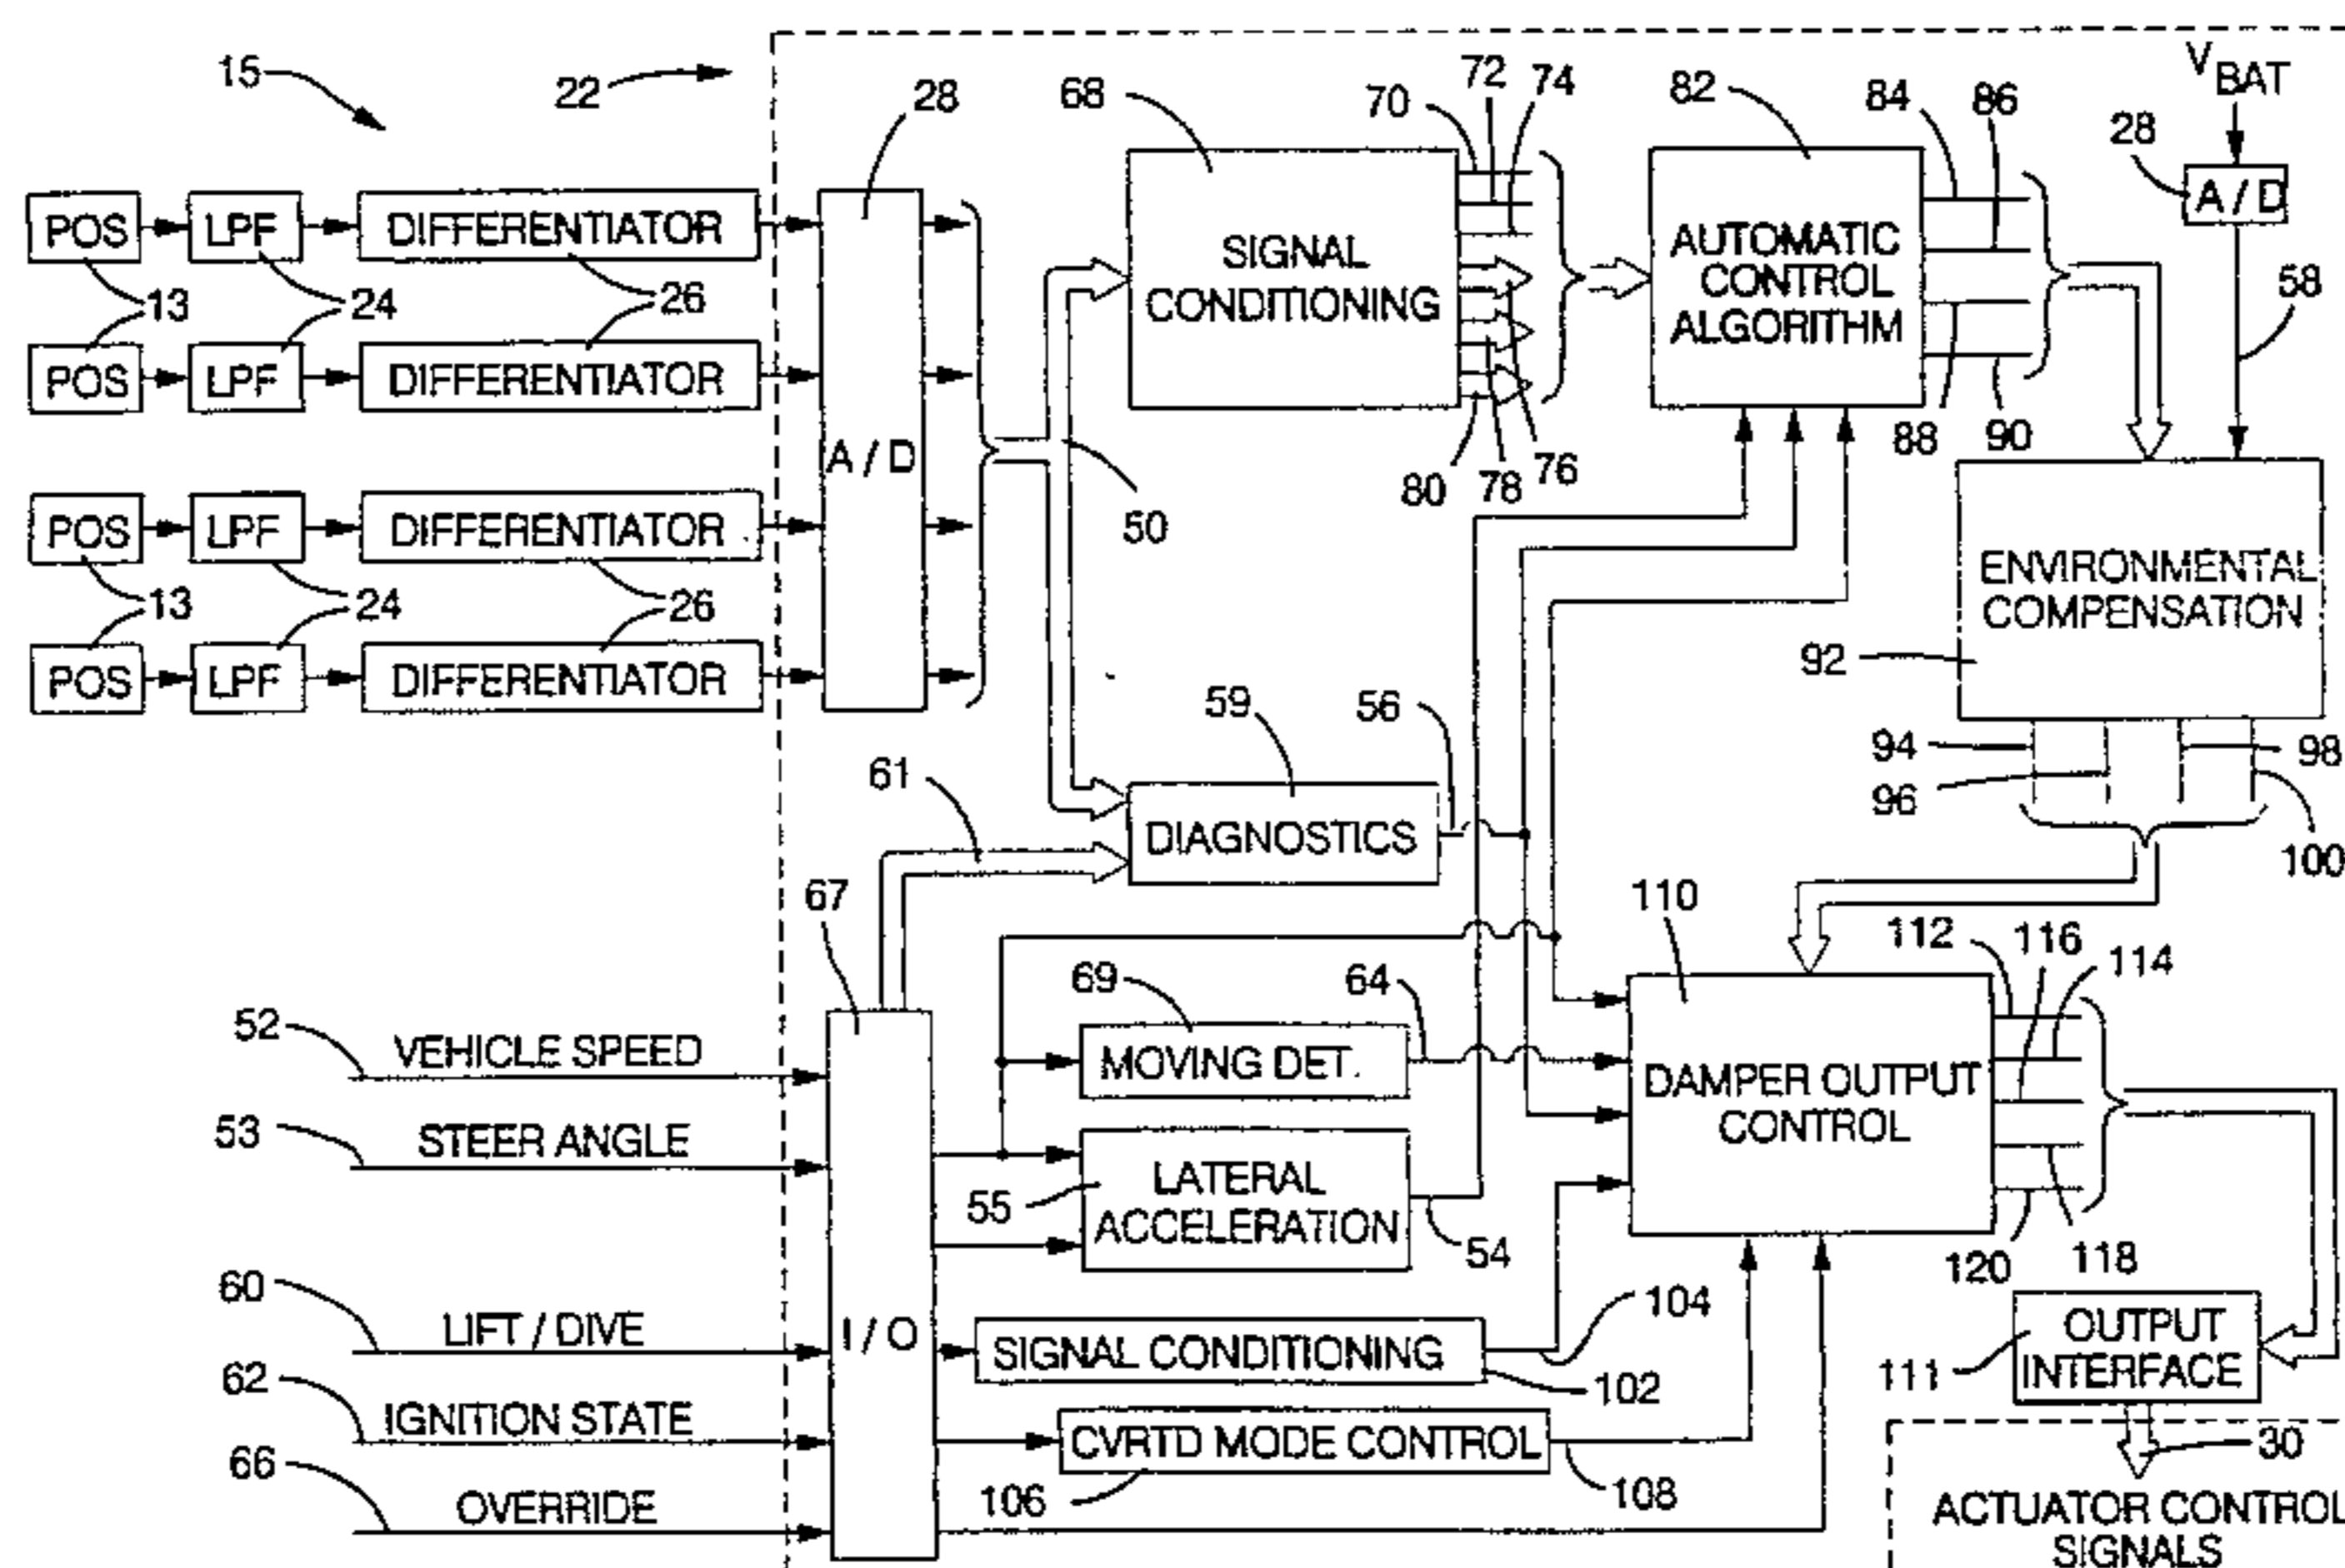 15
22
28
68
70
72
74
82
84
86
V BAT
28
A / D
POS
LPF
DIFFERENTIATOR
13
24
26
POS
LPF
DIFFERENTIATOR
A / D
SIGNAL
CONDITIONING
AUTOMATIC
CONTROL
ALGORITHM
58
88
90
80
78
76
50
POS
LPF
DIFFERENTIATOR
13
24
26
POS
LPF
DIFFERENTIATOR
ENVIRONMENTAL
COMPENSATION
92
94
96
98
100
59
56
61
DIAGNOSTICS
67
110
112
116
114
69
64
52
VEHICLE SPEED
MOVING DET.
DAMPER OUTPUT
CONTROL
53
STEER ANGLE
55
LATERAL
ACCELERATION
54
120
118
60
LIFT / DIVE
I / O
SIGNAL CONDITIONING
104
102
OUTPUT
INTERFACE
111
62
IGNITION STATE
CVRTD MODE CONTROL
106
108
30
66
OVERRIDE
ACTUATOR CONTROL
SIGNALS